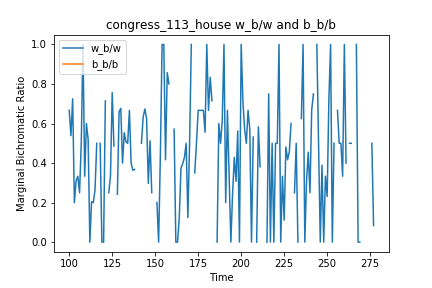 congress_113_house w_b/w and b_b/b
w_b/w
b_b/b
Marginal Bichromatic Ratio
1.0
0.8
0.6
0.4
0.2
0.0
100 125 150 175 200 225 250 275
Time